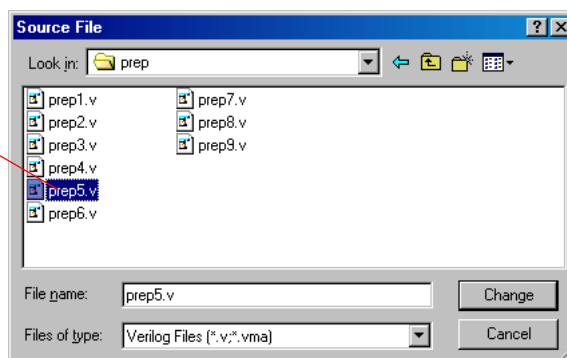 Source File
Look in: prep
prep1.v
prep2.v
prep3.v
prep4.v
prep5.v
prep6.v
prep7.v
prep8.v
prep9.v
File name: prep5.v Change
Files of type: Verilog Files (*.v;*.vma) Cancel